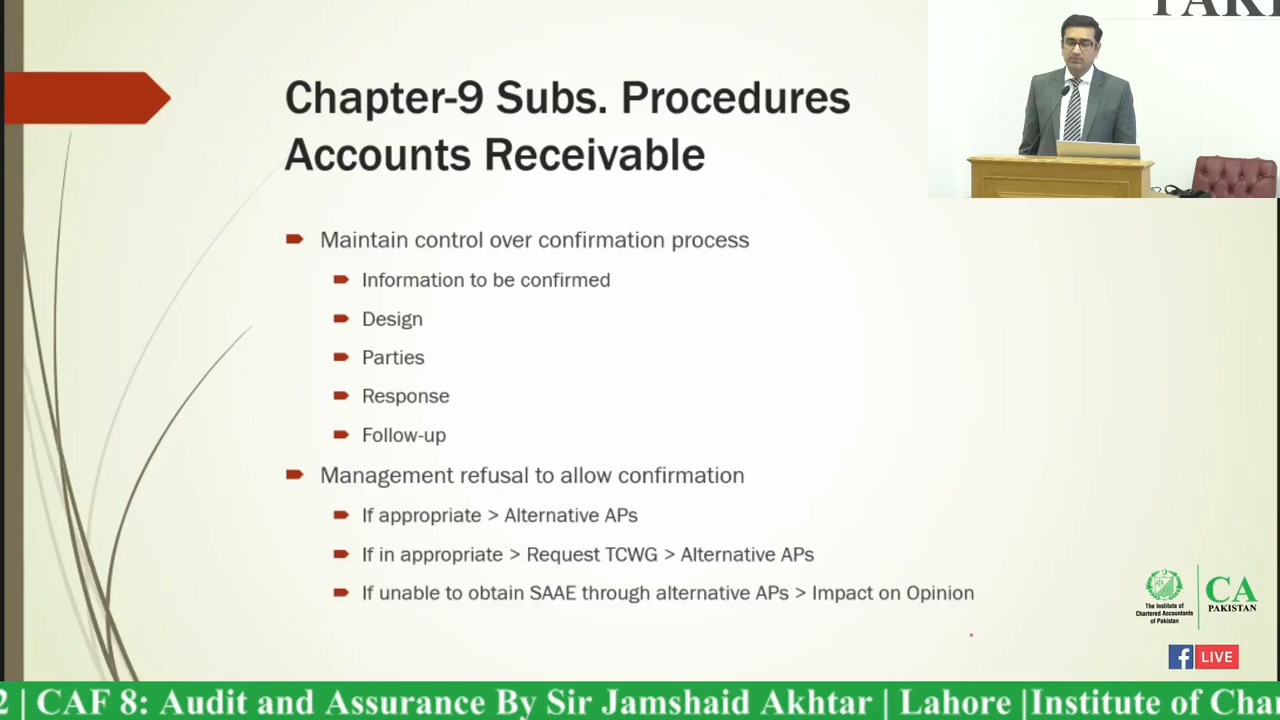 Chapter-9 Subs. Procedures
Accounts Receivable
Maintain control over confirmation process
Information to be confirmed
Design
Parties
Response
Follow-up
Management refusal to allow confirmation
If appropriate > Alternative APs
If in appropriate > Request TCWG > Alternative APs
If unable to obtain SAAE through alternative APs > Impact on Opinion
The Institute of
Chartered Accountants
of Pakistan
CA
PAKISTAN
LIVE
2 | CAF 8: Audit and Assurance By Sir Jamshaid Akhtar | Lahore |Institute of Cha